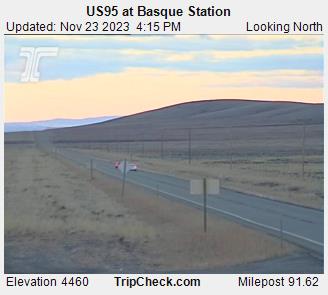 US95 at Basque Station
Updated: Nov 23 2023 4:15 PM Looking North
Elevation 4460 TripCheck.com Milepost 91.62